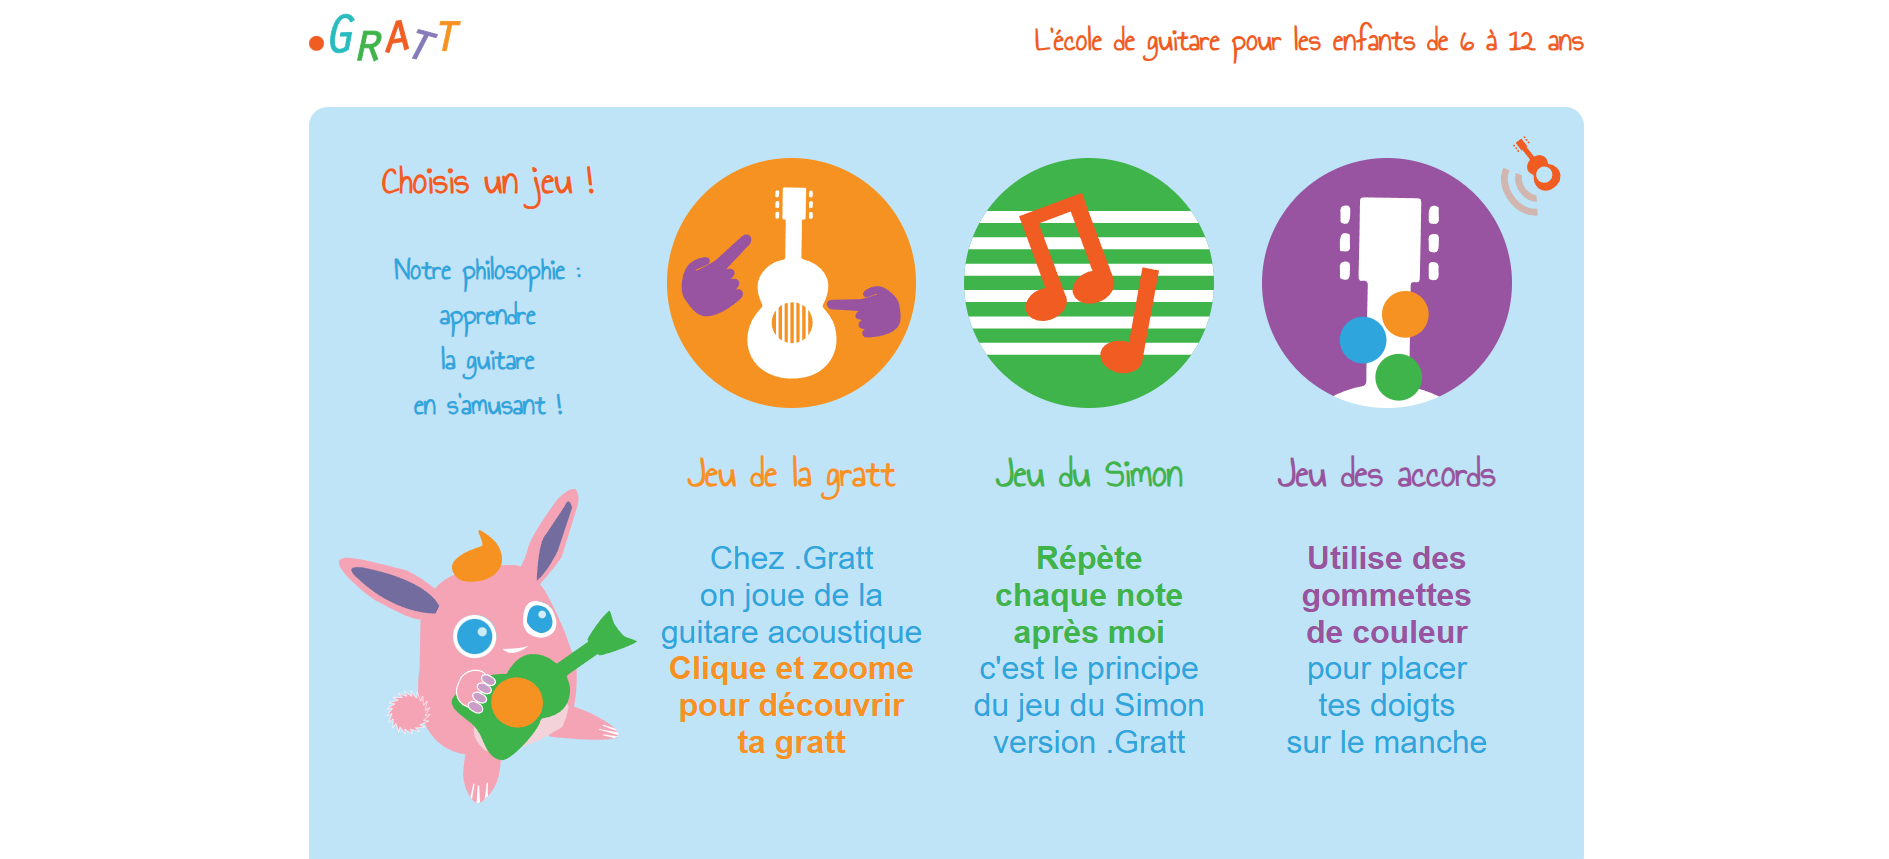 .GRATT
L'école de guitare pour les enfants de 6 à 12 ans
Choisis un jeu !
Notre philosophie :
apprendre
la guitare
en s'amusant !
Jeu de la gratt
Chez .Gratt
on joue de la
guitare acoustique
Clique et zoome
pour découvrir
ta gratt
Jeu du Simon
Répète
chaque note
après moi
c'est le principe
du jeu du Simon
version .Gratt
Jeu des accords
Utilise des
gommettes
de couleur
pour placer
tes doigts
sur le manche